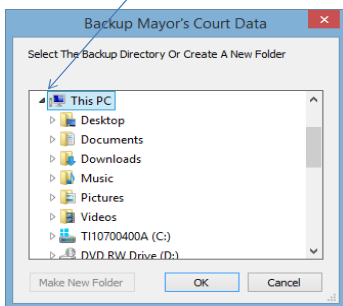 Backup Mayor's Court Data
Select The Backup Directory Or Create A New Folder
This PC
Desktop
Documents
Downloads
Music
Pictures
Videos
TI10700400A (C:)
DVD RW Drive (D:)
Make New Folder
OK
Cancel